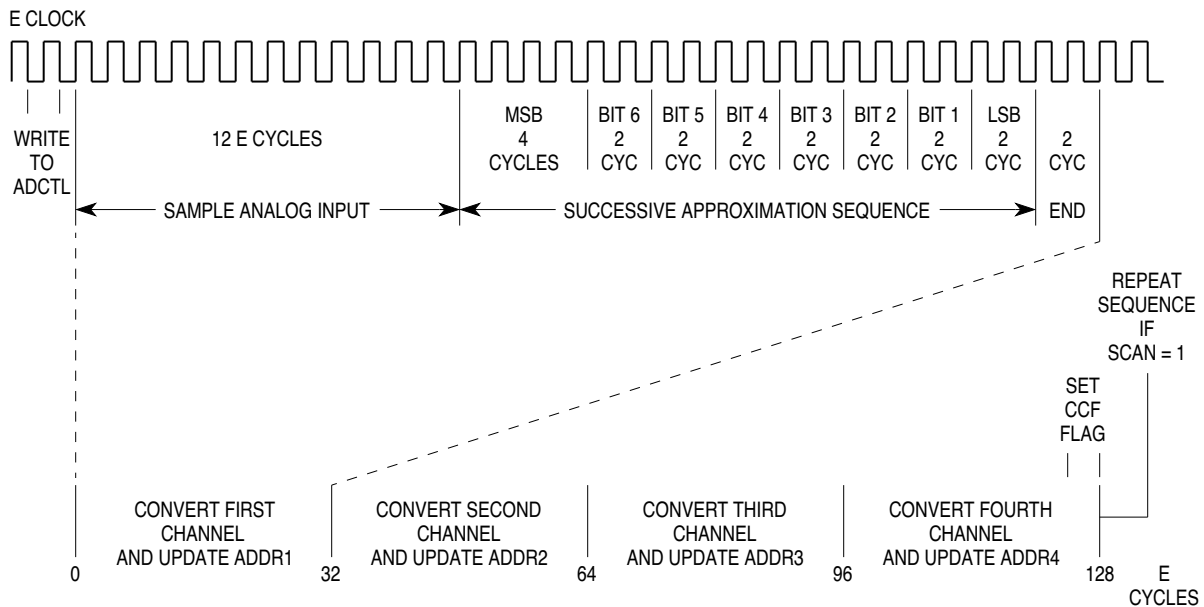 E CLOCK
WRITE
TO
ADCTL
12 E CYCLES
MSB
4
CYCLES
BIT 6
2
CYC
BIT 5
2
CYC
BIT 4
2
CYC
BIT 3
2
CYC
BIT 2
2
CYC
BIT 1
2
CYC
LSB
2
CYC
2
CYC
SAMPLE ANALOG INPUT
SUCCESSIVE APPROXIMATION SEQUENCE
END
REPEAT
SEQUENCE
IF
SCAN = 1
SET
CCF
FLAG
CONVERT FIRST
CHANNEL
AND UPDATE ADDR1
CONVERT SECOND
CHANNEL
AND UPDATE ADDR2
CONVERT THIRD
CHANNEL
AND UPDATE ADDR3
CONVERT FOURTH
CHANNEL
AND UPDATE ADDR4
0
32
64
96
128
E
CYCLES